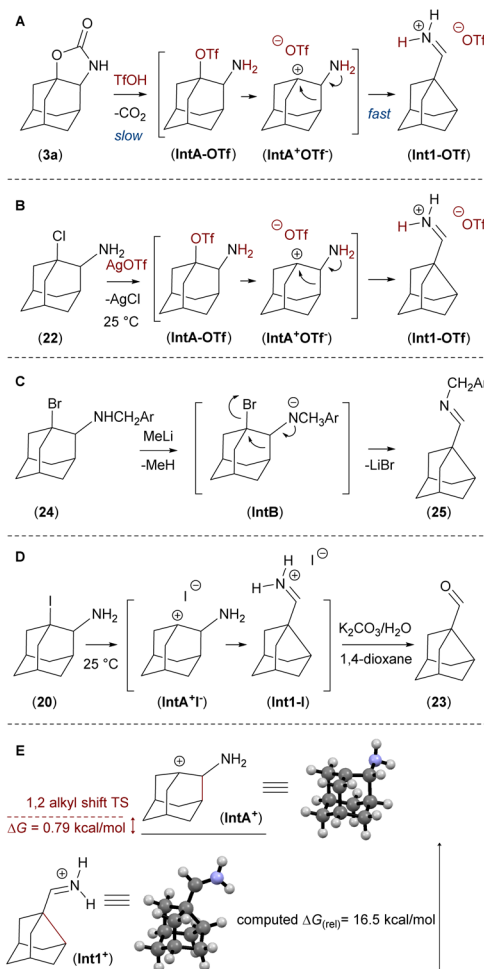 A
O
O
NH
TfOH
-CO2
slow
OTf
NH2
⊖OTf
⊕
NH2
fast
H
H
⊕
N
⊖OTf
(3a)
(IntA-OTf)
(IntA+OTf-)
(Int1-OTf)
B
Cl
NH2
AgOTf
-AgCl
25 °C
OTf
NH2
⊖OTf
⊕
NH2
H
H
⊕
N
⊖OTf
(22)
(IntA-OTf)
(IntA+OTf-)
(Int1-OTf)
C
Br
NHCH2Ar
MeLi
-MeH
Br
⊖
NCH3Ar
-LiBr
CH2Ar
N
(24)
(IntB)
(25)
D
I
NH2
25 °C
I⊖
⊕
NH2
H
H
N
⊕
I⊖
K2CO3/H2O
1,4-dioxane
O
(20)
(IntA+I-)
(Int1-I)
(23)
E
⊕
NH2
(IntA+)
1,2 alkyl shift TS
ΔG = 0.79 kcal/mol
⊕
H
N
H
(Int1+)
computed ΔG(rel)= 16.5 kcal/mol